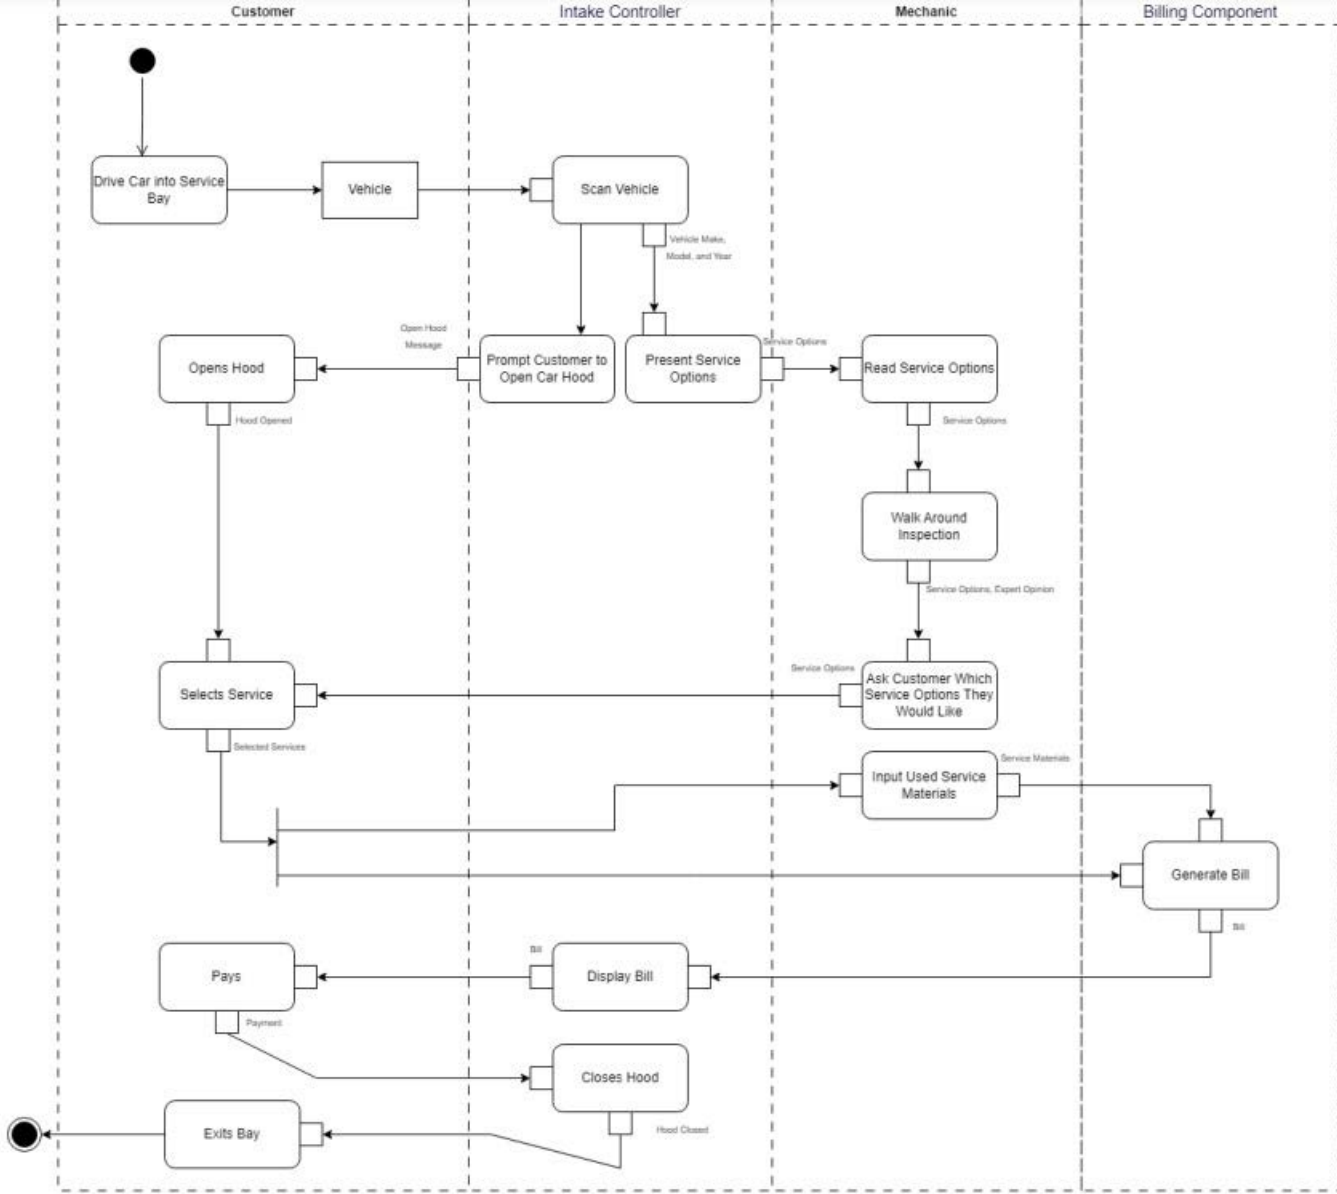 Customer
Intake Controller
Mechanic
Billing Component
Drive Car into Service
Bay
Vehicle
Scan Vehicle
Vehicle Make,
Model, and Year
Open Hood
Message
Opens Hood
Prompt Customer to
Open Car Hood
Present Service
Options
Service Options
Read Service Options
Hood Opened
Service Options
Walk Around
Inspection
Service Options, Expert Opinion
Selects Service
Service Options
Ask Customer Which
Service Options They
Would Like
Selected Services
Input Used Service
Materials
Service Materials
Generate Bill
Bill
Pays
Bill
Display Bill
Payment
Closes Hood
Hood Closed
Exits Bay